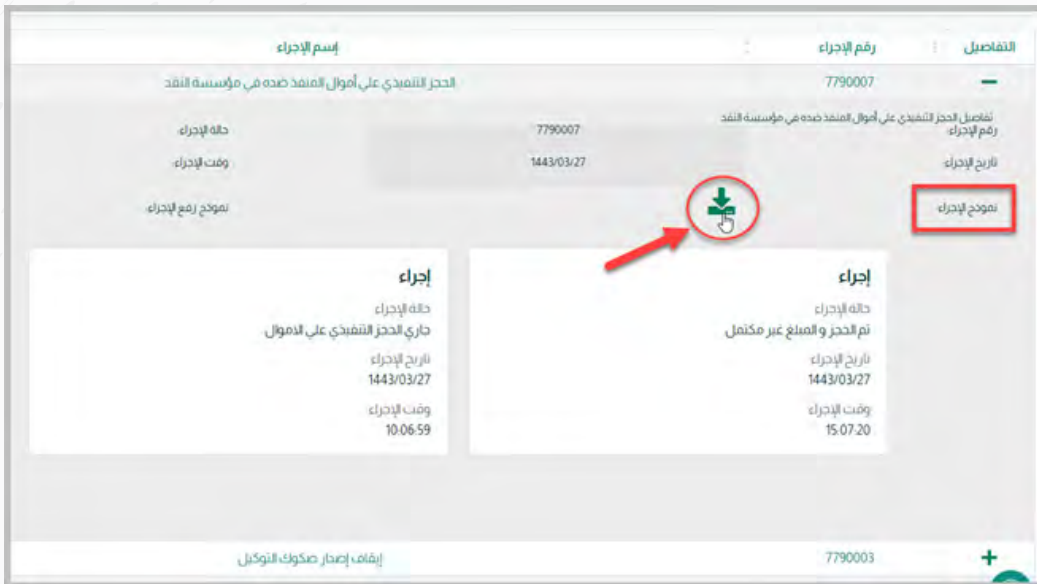 التفاصيل رقم الإجراء إسم الإجراء
7790007 الحجز التنفيذي على أموال المنفذ ضده في مؤسسة النقد
تفاصيل الحجز التنفيذي على أموال المنفذ ضده في مؤسسة النقد
رقم الإجراء: 7790007 حالة الإجراء:
تاريخ الإجراء: 1443/03/27 وقت الإجراء:
نموذج الإجراء: نموذج رفع الإجراء:
إجراء
حالة الإجراء
تم الحجز و المبلغ غير مكتمل
تاريخ الإجراء
1443/03/27
وقت الإجراء
15:07:20
إجراء
حالة الإجراء
جاري الحجز التنفيذي علي الاموال
تاريخ الإجراء
1443/03/27
وقت الإجراء
10:06:59
7790003 إيقاف إصدار صكوك التوكيل